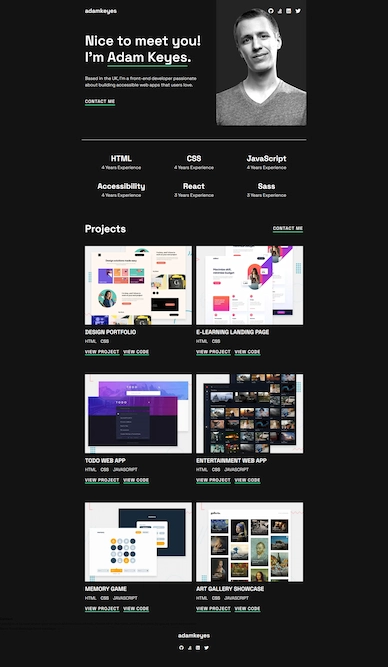 adamkeyes
Nice to meet you!
I'm Adam Keyes.
Based in the UK, I'm a front-end developer passionate
about building accessible web apps that users love.
CONTACT ME
HTML
4 Years Experience
CSS
4 Years Experience
JavaScript
4 Years Experience
Accessibility
4 Years Experience
React
3 Years Experience
Sass
3 Years Experience
Projects
CONTACT ME
DESIGN PORTFOLIO
HTML CSS
VIEW PROJECT VIEW CODE
E-LEARNING LANDING PAGE
HTML CSS
VIEW PROJECT VIEW CODE
TODO
TODO WEB APP
HTML CSS JAVASCRIPT
VIEW PROJECT VIEW CODE
ENTERTAINMENT WEB APP
HTML CSS JAVASCRIPT
VIEW PROJECT VIEW CODE
MEMORY GAME
HTML CSS JAVASCRIPT
VIEW PROJECT VIEW CODE
ART GALLERY SHOWCASE
HTML CSS JAVASCRIPT
VIEW PROJECT VIEW CODE
adamkeyes